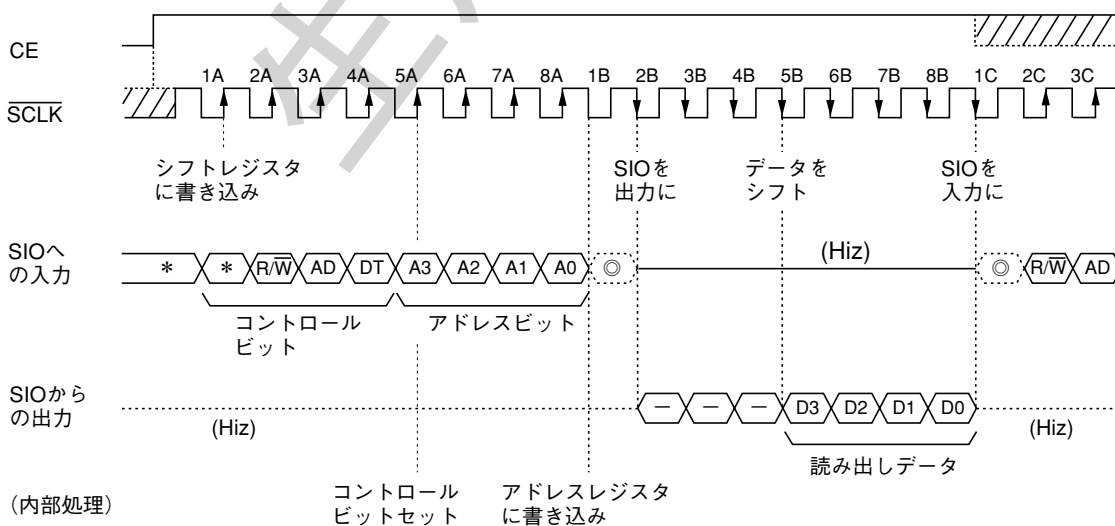 CE
1A 2A 3A 4A 5A 6A 7A 8A 1B 2B 3B 4B 5B 6B 7B 8B 1C 2C 3C
SCLK
シフトレジスタ
に書き込み
SIOを
出力に
データを
シフト
SIOを
入力に
SIOへ
の入力
* * R/W AD DT A3 A2 A1 A0 ◎ (Hiz) ◎ R/W AD
コントロール
ビット
アドレスビット
SIOから
の出力
(Hiz) ー ー ー D3 D2 D1 D0 (Hiz)
読み出しデータ
(内部処理)
コントロール
ビットセット
アドレスレジスタ
に書き込み